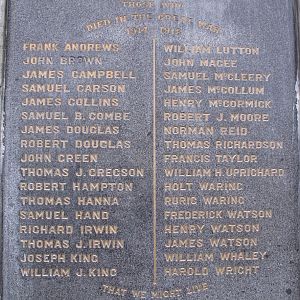 THOSE WHO
DIED IN THE GREAT WAR
1914 1918
FRANK ANDREWS
JOHN BROWN
JAMES CAMPBELL
SAMUEL CARSON
JAMES COLLINS
SAMUEL B. COMBE
JAMES DOUGLAS
ROBERT DOUGLAS
JOHN GREEN
THOMAS J. GREGSON
ROBERT HAMPTON
THOMAS HANNA
SAMUEL HAND
RICHARD IRWIN
THOMAS J. IRWIN
JOSEPH KING
WILLIAM J. KING
WILLIAM LUTTON
JOHN MAGEE
SAMUEL McCLEERY
JAMES McCOLLUM
HENRY McCORMICK
ROBERT J. MOORE
NORMAN REID
THOMAS RICHARDSON
FRANCIS TAYLOR
WILLIAM H. UPRICHARD
HOLT WARING
RURIC WARING
FREDERICK WATSON
HENRY WATSON
JAMES WATSON
WILLIAM WHALEY
HAROLD WRIGHT
THAT WE MIGHT LIVE